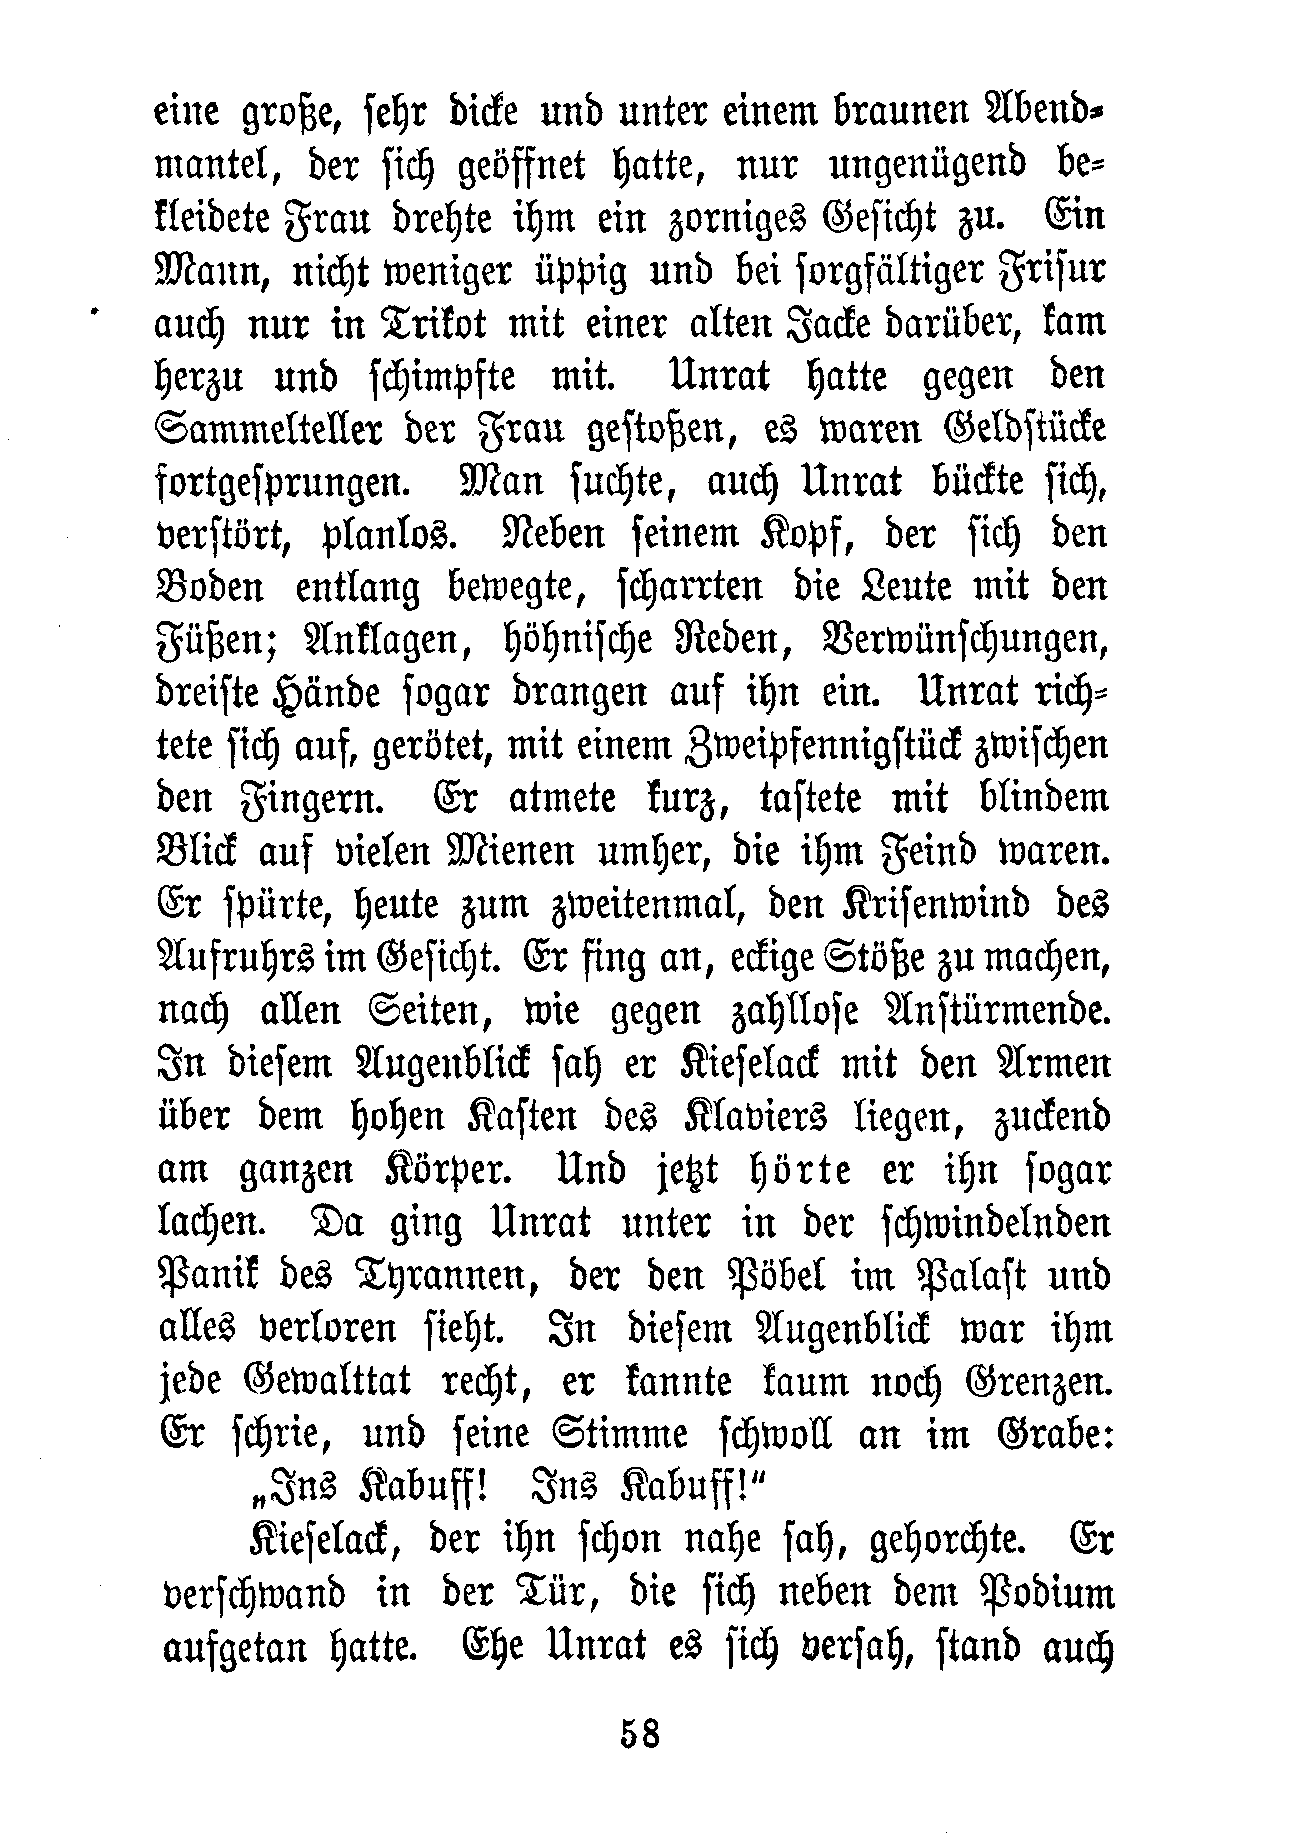 eine große, sehr dicke und unter einem braunen Abend-
mantel, der sich geöffnet hatte, nur ungenügend be-
kleidete Frau drehte ihm ein zorniges Gesicht zu. Ein
Mann, nicht weniger üppig und bei sorgfältiger Frisur
auch nur in Trikot mit einer alten Jacke darüber, kam
herzu und schimpfte mit. Unrat hatte gegen den
Sammelteller der Frau gestoßen, es waren Geldstücke
fortgesprungen. Man suchte, auch Unrat bückte sich,
verstört, planlos. Neben seinem Kopf, der sich den
Boden entlang bewegte, scharrten die Leute mit den
Füßen; Anklagen, höhnische Reden, Verwünschungen,
dreiste Hände sogar drangen auf ihn ein. Unrat rich-
tete sich auf, gerötet, mit einem Zweipfennigstück zwischen
den Fingern. Er atmete kurz, tastete mit blindem
Blick auf vielen Mienen umher, die ihm Feind waren.
Er spürte, heute zum zweitenmal, den Krisenwind des
Aufruhrs im Gesicht. Er fing an, eckige Stöße zu machen,
nach allen Seiten, wie gegen zahllose Anstürmende.
In diesem Augenblick sah er Kieselack mit den Armen
über dem hohen Kasten des Klaviers liegen, zuckend
am ganzen Körper. Und jetzt hörte er ihn sogar
lachen. Da ging Unrat unter in der schwindelnden
Panik des Tyrannen, der den Pöbel im Palast und
alles verloren sieht. In diesem Augenblick war ihm
jede Gewalttat recht, er kannte kaum noch Grenzen.
Er schrie, und seine Stimme schwoll an im Grabe:
„Ins Kabuff! Ins Kabuff!“
Kieselack, der ihn schon nahe sah, gehorchte. Er
verschwand in der Tür, die sich neben dem Podium
aufgetan hatte. Ehe Unrat es sich versah, stand auch
58